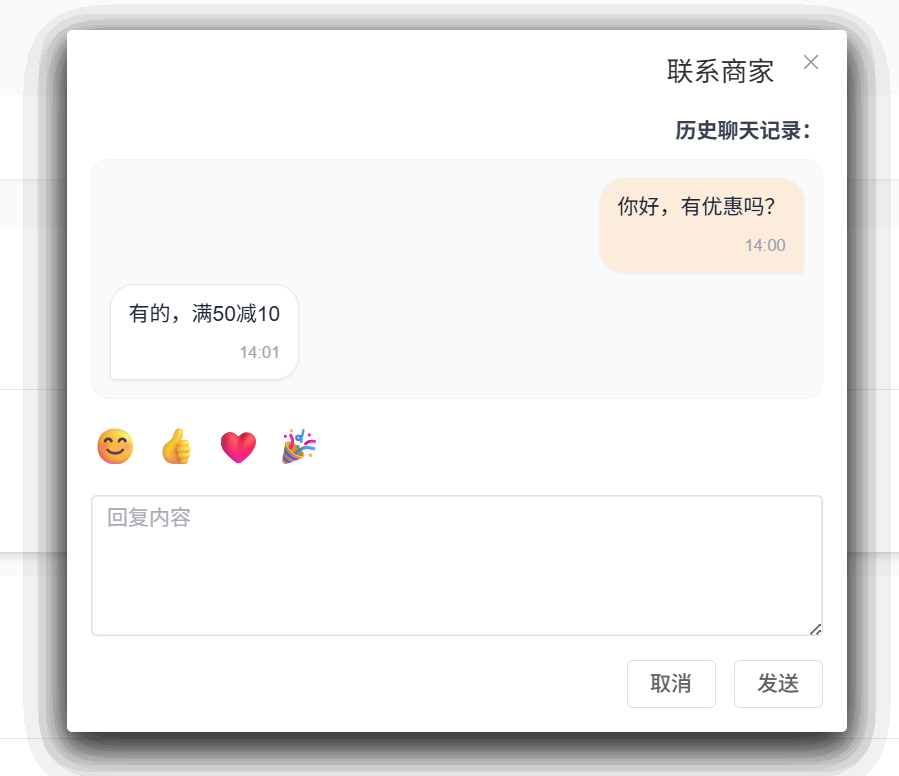 联系商家
历史聊天记录：
你好，有优惠吗？
14:00
有的，满50减10
14:01
回复内容
取消
发送